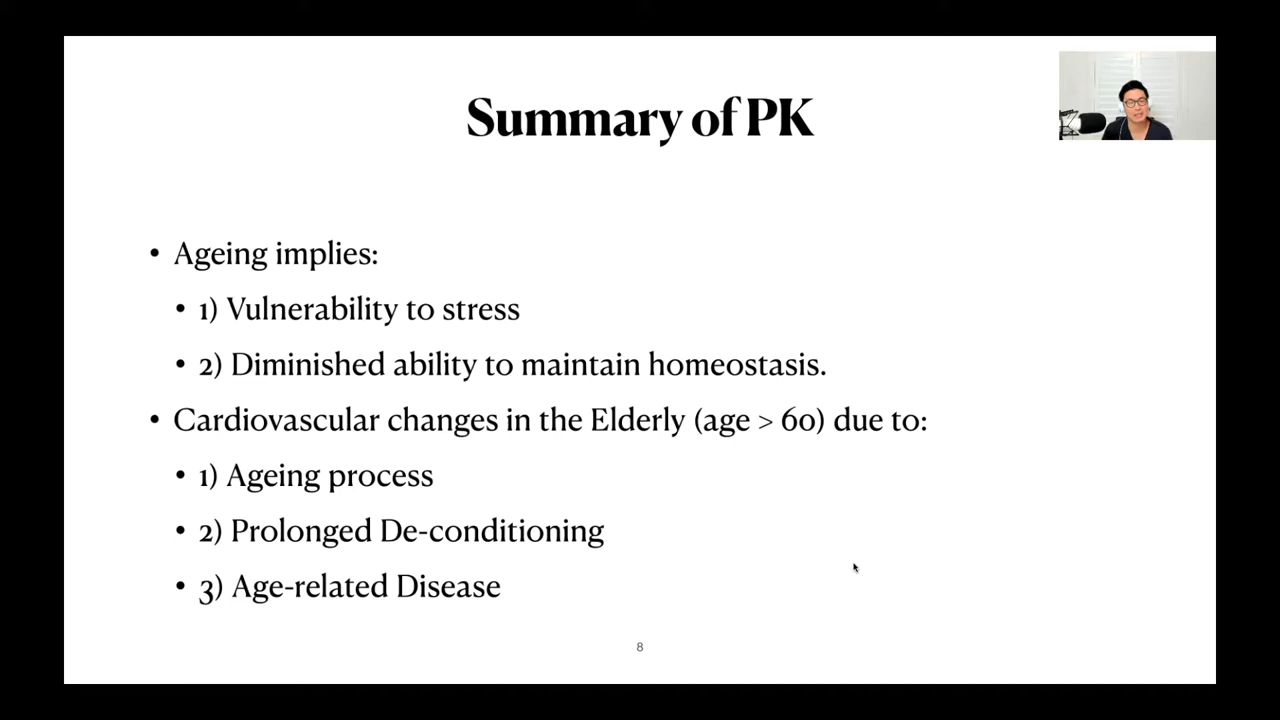 Summary of PK
• Ageing implies:
• 1) Vulnerability to stress
• 2) Diminished ability to maintain homeostasis.
• Cardiovascular changes in the Elderly (age > 60) due to:
• 1) Ageing process
• 2) Prolonged De-conditioning
• 3) Age-related Disease
8